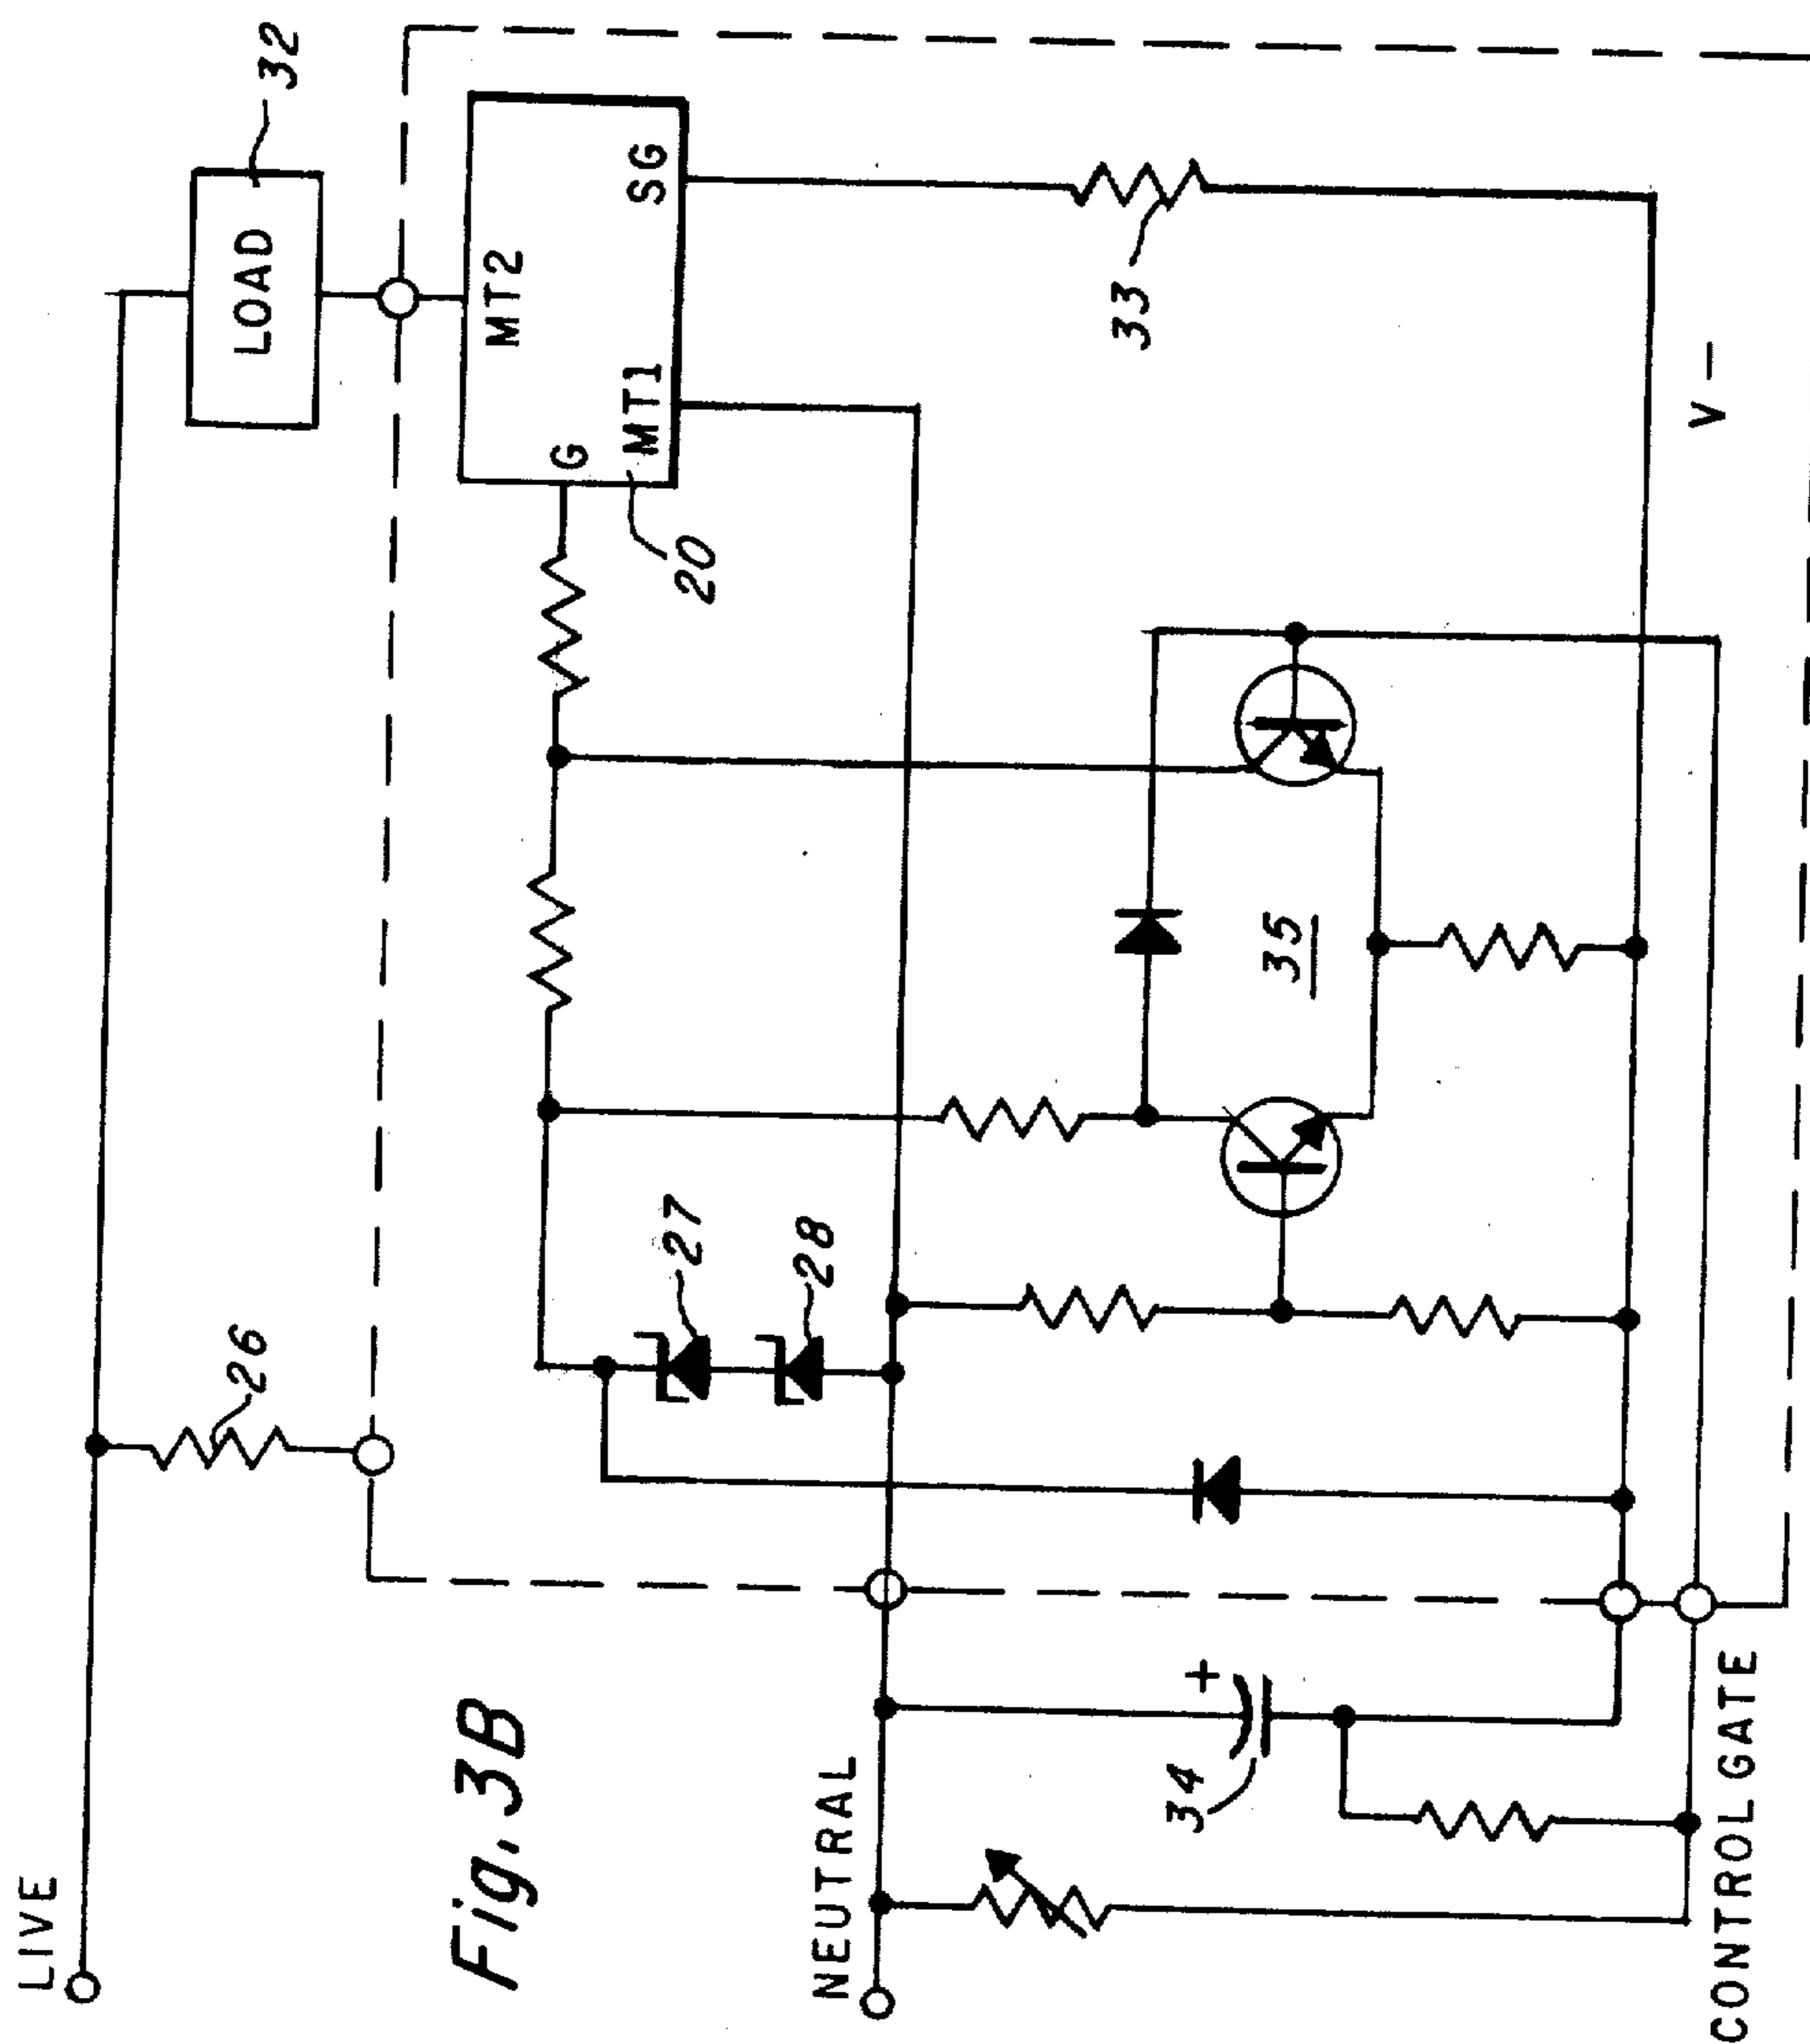 LIVE
26
32
LOAD
Fig. 3B
27
28
G
MT2
MT1
SG
20
NEUTRAL
34
+
35
33
V-
CONTROL GATE